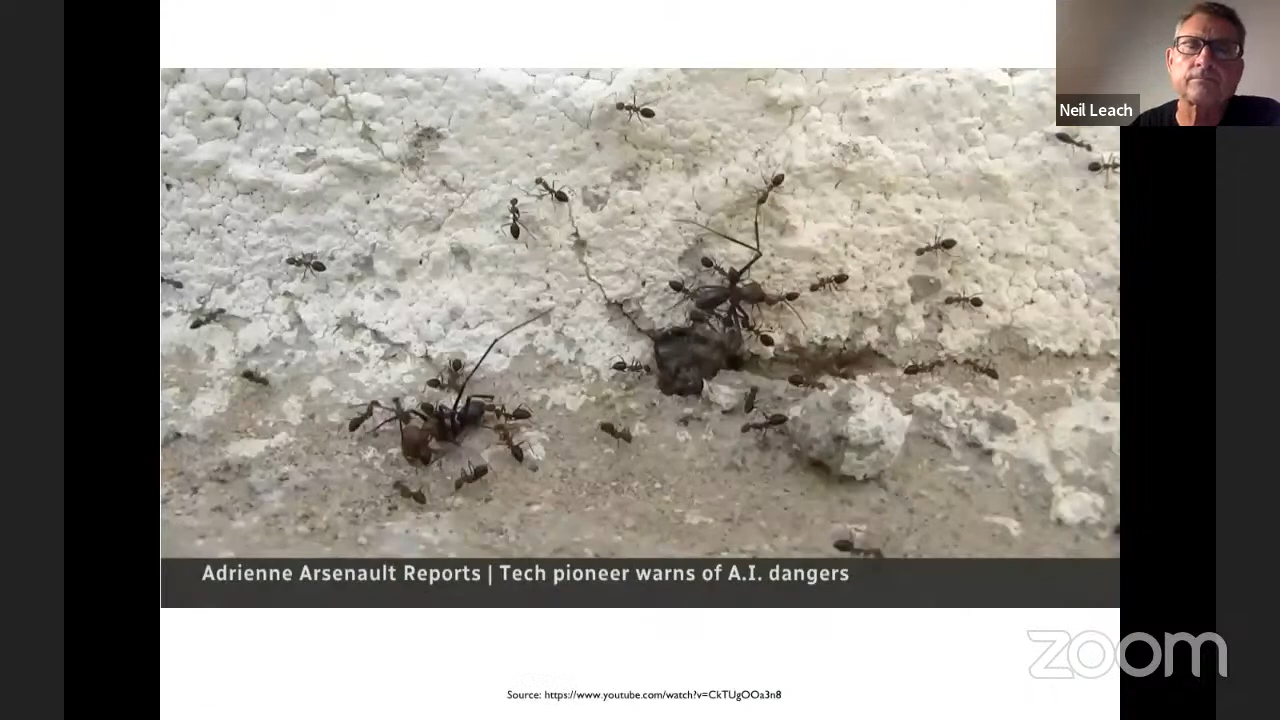 Neil Leach
Adrienne Arsenault Reports | Tech pioneer warns of A.I. dangers
zoom
Source: https://www.youtube.com/watch?v=CkTUgOOa3n8